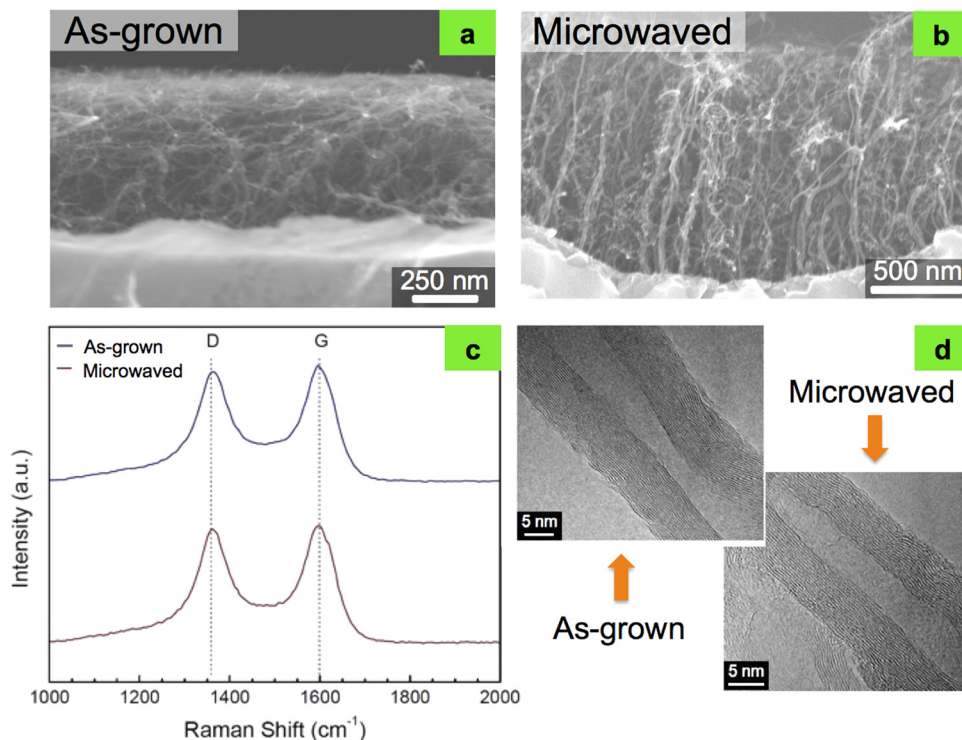 As-grown
a
250 nm
Microwaved
b
500 nm
As-grown
Microwaved
D
G
c
Intensity (a.u.)
1000
1200
1400
1600
1800
2000
Raman Shift (cm⁻¹)
d
Microwaved
5 nm
As-grown
5 nm